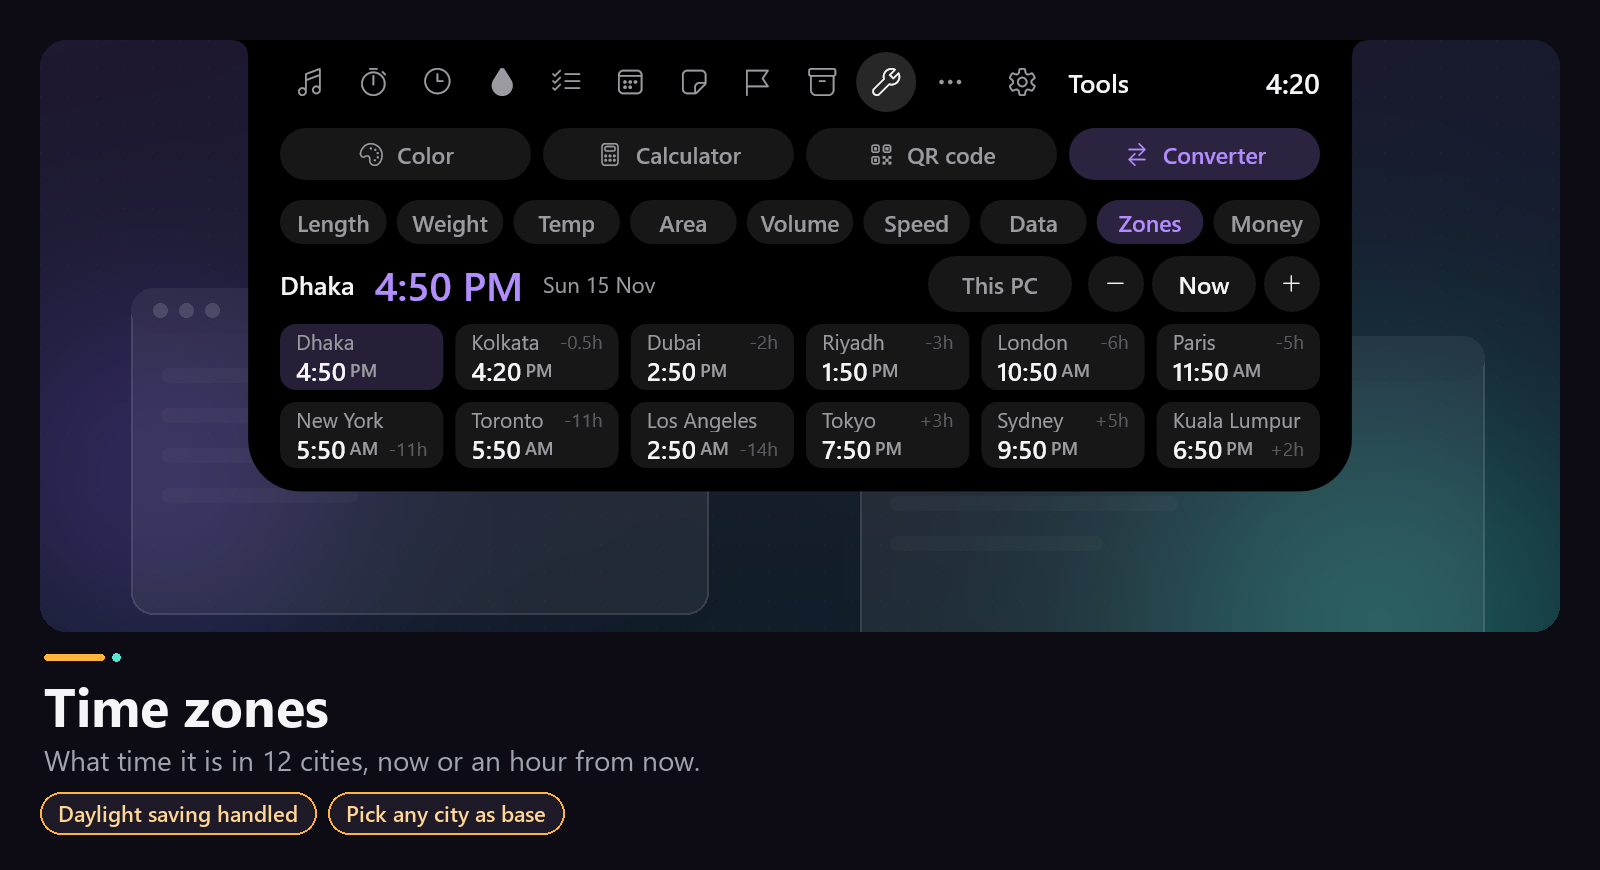 Tools 4:20
Color Calculator QR code Converter
Length Weight Temp Area Volume Speed Data Zones Money
Dhaka 4:50 PM Sun 15 Nov This PC − Now +
Dhaka Kolkata -0.5h Dubai -2h Riyadh -3h London -6h Paris -5h
4:50 PM 4:20 PM 2:50 PM 1:50 PM 10:50 AM 11:50 AM
New York Toronto -11h Los Angeles Tokyo +3h Sydney +5h Kuala Lumpur
5:50 AM -11h 5:50 AM 2:50 AM -14h 7:50 PM 9:50 PM 6:50 PM +2h
Time zones
What time it is in 12 cities, now or an hour from now.
Daylight saving handled Pick any city as base